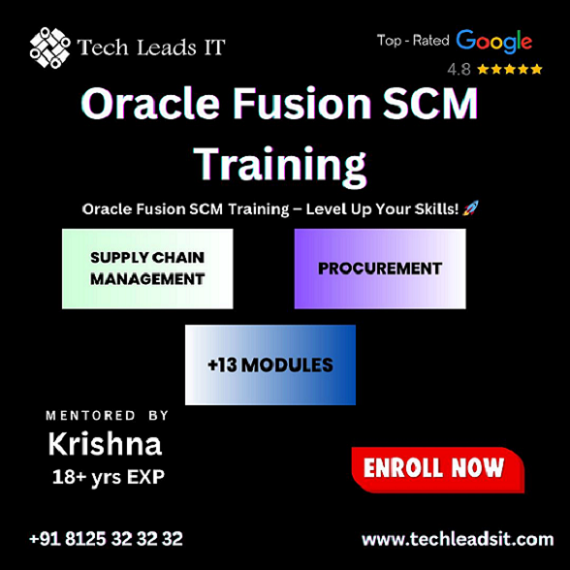 Tech Leads IT
Top - Rated Google
4.8 ★★★★★
Oracle Fusion SCM
Training
Oracle Fusion SCM Training – Level Up Your Skills! 🚀
SUPPLY CHAIN
MANAGEMENT
PROCUREMENT
+13 MODULES
MENTORED BY
Krishna
18+ yrs EXP
ENROLL NOW
+91 8125 32 32 32
www.techleadsit.com